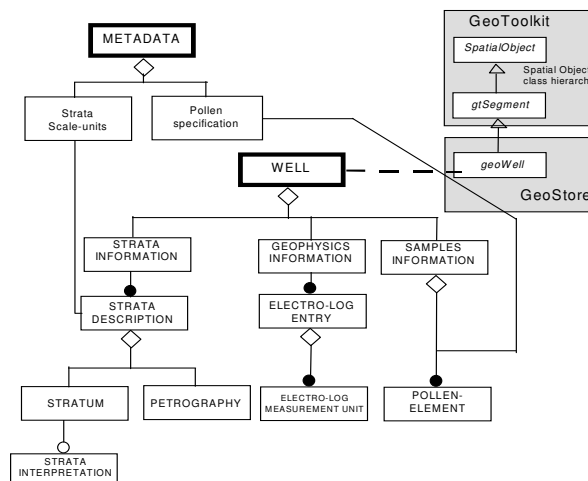 GeoToolkit
METADATA
SpatialObject
Spatial Object
class hierarch
Strata
Scale-units
Pollen
specification
gtSegment
WELL
geoWell
GeoStore
STRATA
INFORMATION
GEOPHYSICS
INFORMATION
SAMPLES
INFORMATION
STRATA
DESCRIPTION
ELECTRO-LOG
ENTRY
STRATUM
PETROGRAPHY
ELECTRO-LOG
MEASUREMENT UNIT
POLLEN-
ELEMENT
STRATA
INTERPRETATION